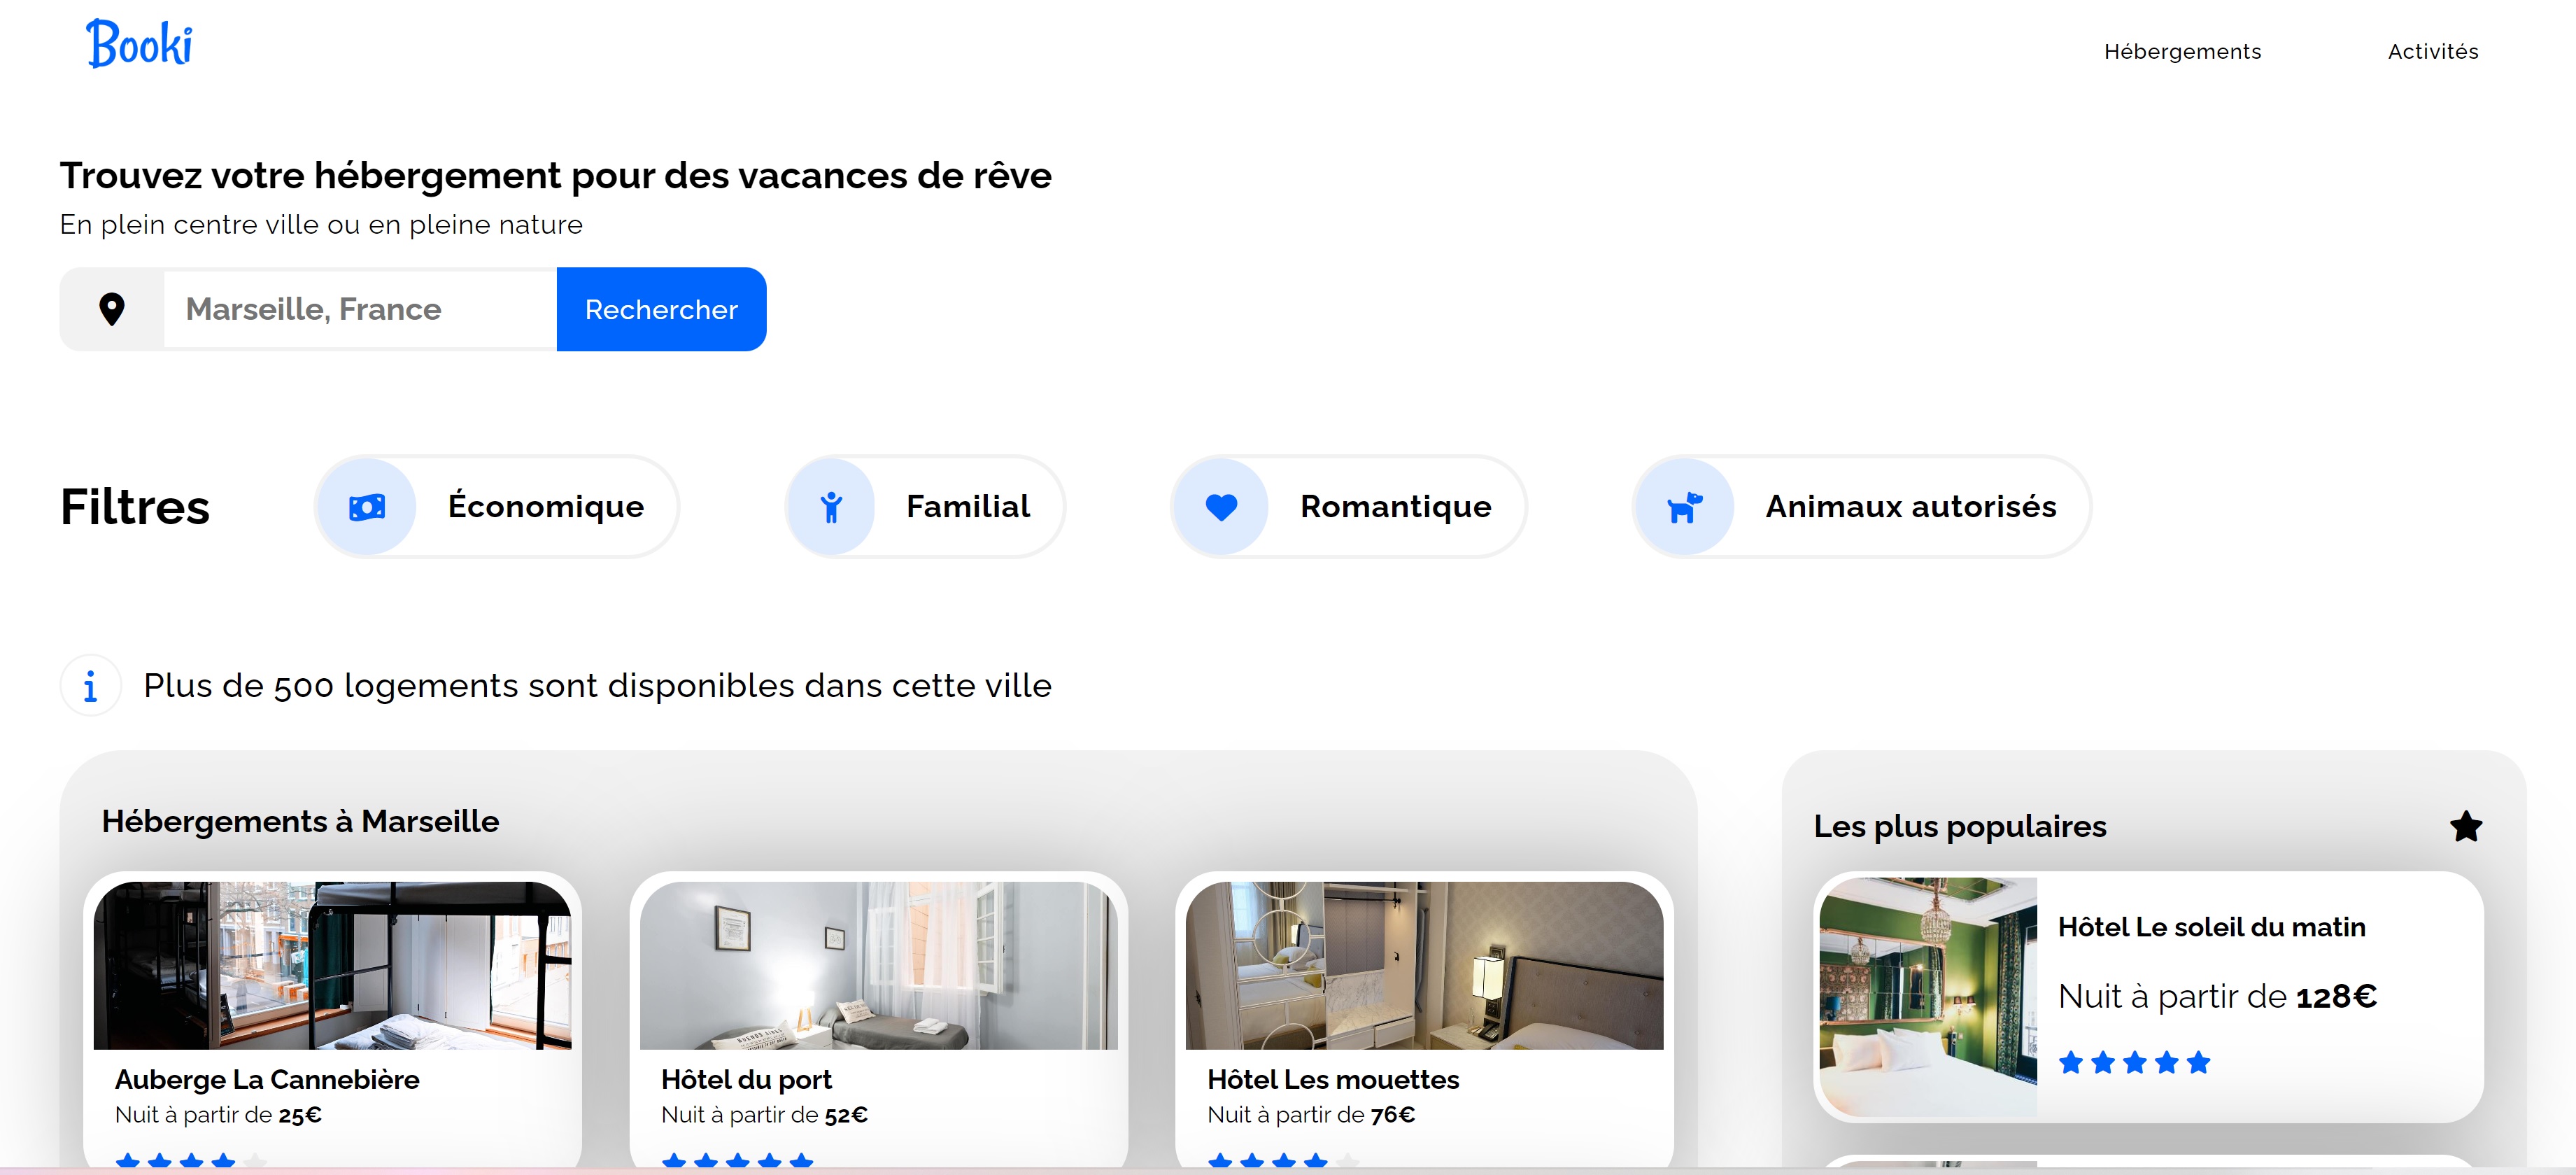 Booki
Hébergements
Activités
Trouvez votre hébergement pour des vacances de rêve
En plein centre ville ou en pleine nature
Marseille, France
Rechercher
Filtres
Économique
Familial
Romantique
Animaux autorisés
i
Plus de 500 logements sont disponibles dans cette ville
Hébergements à Marseille
Auberge La Cannebière
Nuit à partir de 25€
Hôtel du port
Nuit à partir de 52€
Hôtel Les mouettes
Nuit à partir de 76€
Les plus populaires
Hôtel Le soleil du matin
Nuit à partir de 128€